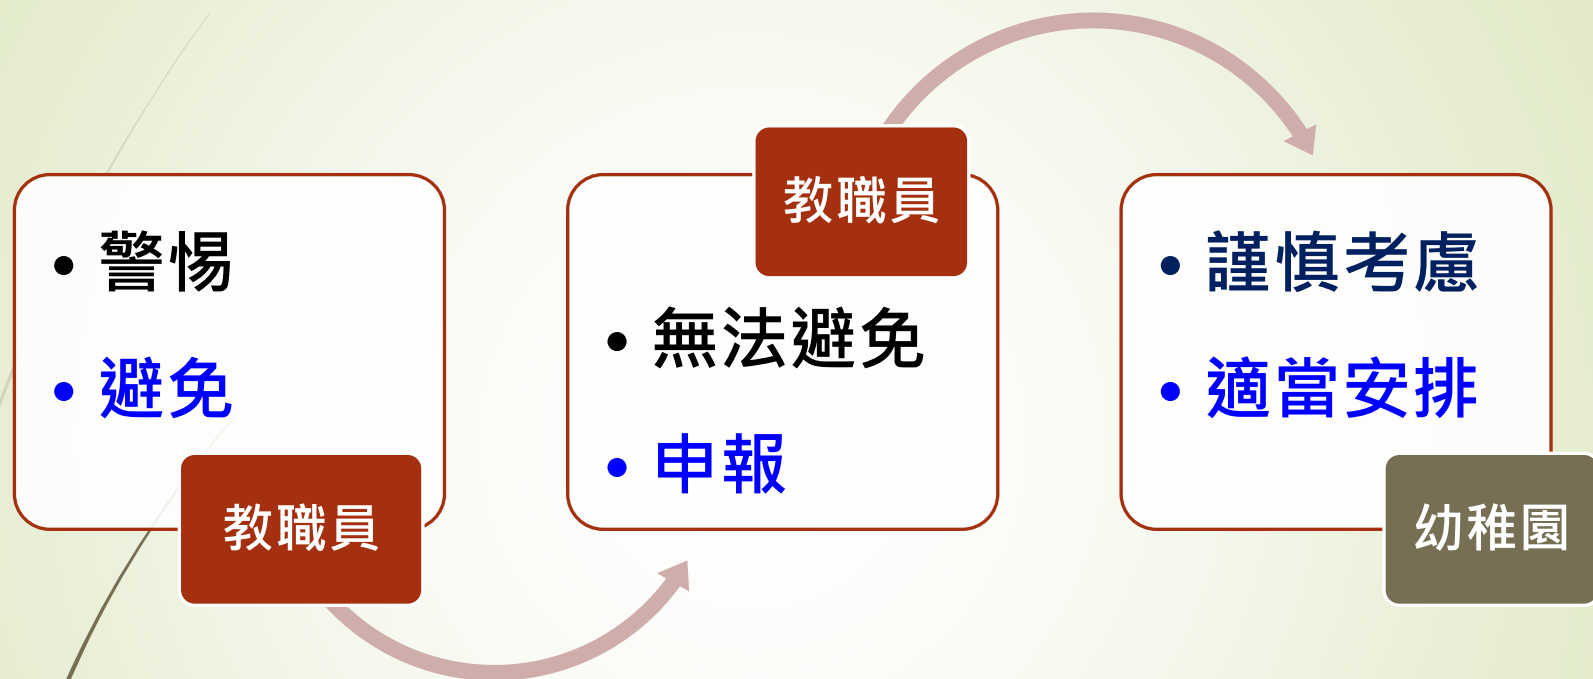 • 警惕
• 避免
教職員
教職員
• 無法避免
• 申報
• 謹慎考慮
• 適當安排
幼稚園